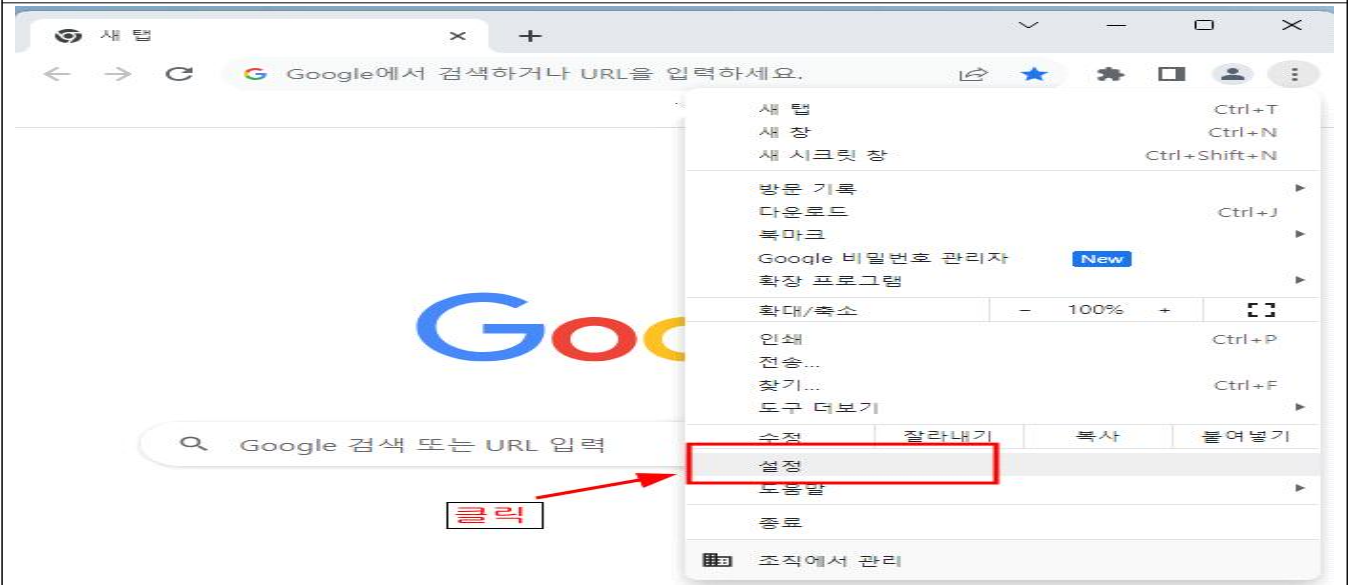 새 탭
Google에서 검색하거나 URL을 입력하세요.
새 탭 Ctrl+T
새 창 Ctrl+N
새 시크릿 창 Ctrl+Shift+N
방문 기록
다운로드 Ctrl+J
북마크
Google 비밀번호 관리자 New
확장 프로그램
확대/축소 - 100% +
인쇄 Ctrl+P
전송...
찾기... Ctrl+F
도구 더보기
수정 잘라내기 복사 붙여넣기
설정
도움말
종료
조직에서 관리
Goo
Google 검색 또는 URL 입력
클릭